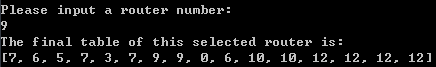 Please input a router number:
9
The final table of this selected router is:
[7, 6, 5, 7, 3, 7, 9, 9, 0, 6, 10, 10, 12, 12, 12, 12]